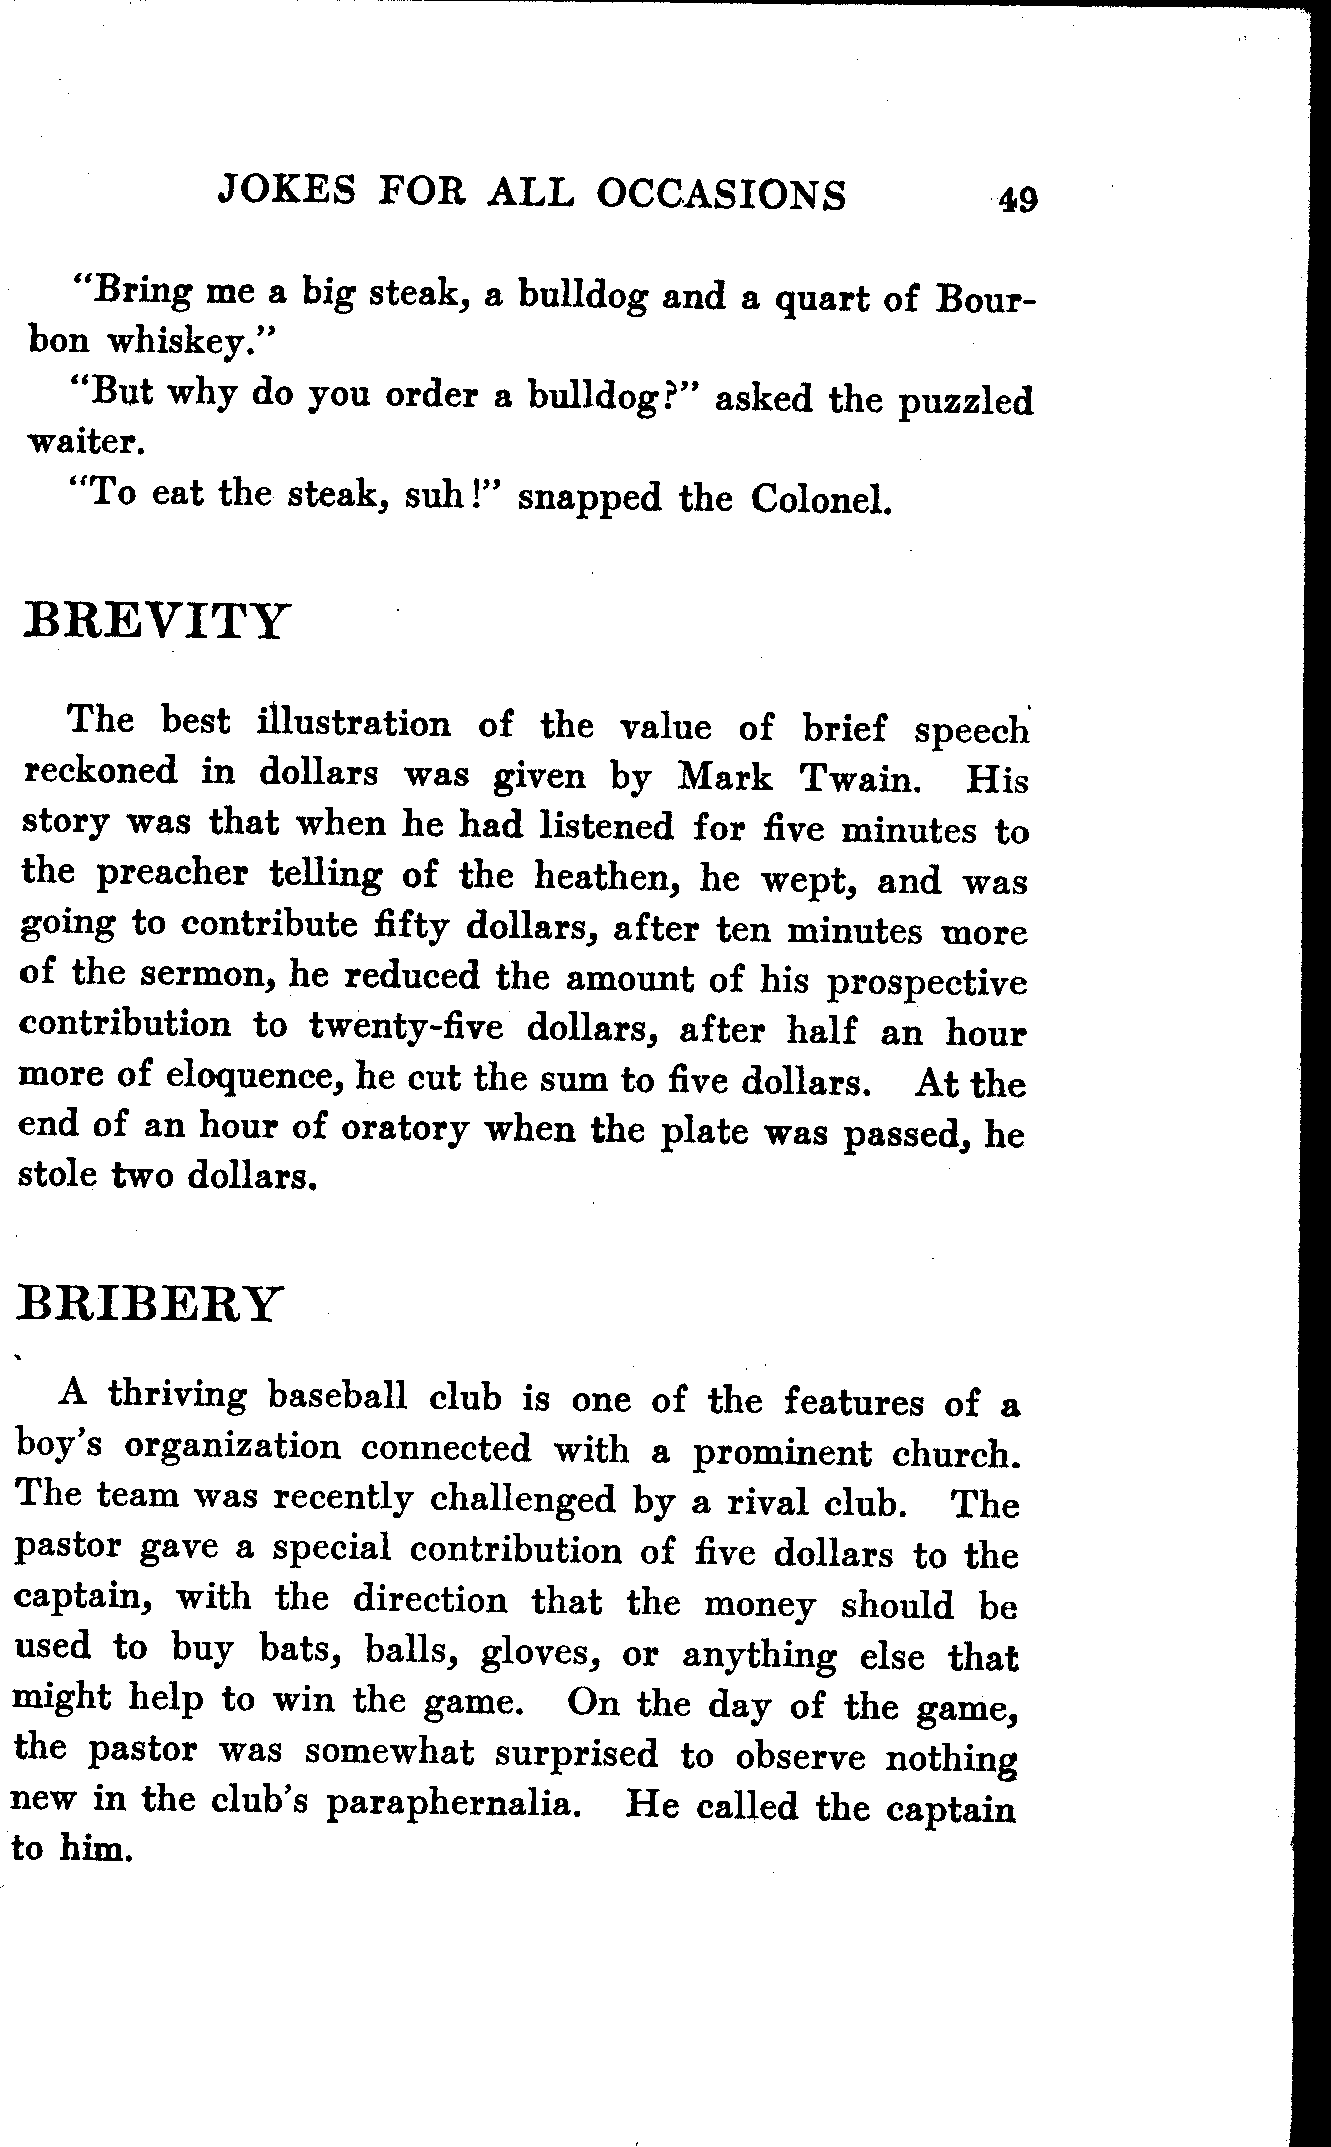 JOKES FOR ALL OCCASIONS 49
"Bring me a big steak, a bulldog and a quart of Bour-
bon whiskey."
"But why do you order a bulldog?" asked the puzzled
waiter.
"To eat the steak, suh!" snapped the Colonel.
BREVITY
The best illustration of the value of brief speech
reckoned in dollars was given by Mark Twain. His
story was that when he had listened for five minutes to
the preacher telling of the heathen, he wept, and was
going to contribute fifty dollars, after ten minutes more
of the sermon, he reduced the amount of his prospective
contribution to twenty-five dollars, after half an hour
more of eloquence, he cut the sum to five dollars. At the
end of an hour of oratory when the plate was passed, he
stole two dollars.
BRIBERY
A thriving baseball club is one of the features of a
boy's organization connected with a prominent church.
The team was recently challenged by a rival club. The
pastor gave a special contribution of five dollars to the
captain, with the direction that the money should be
used to buy bats, balls, gloves, or anything else that
might help to win the game. On the day of the game,
the pastor was somewhat surprised to observe nothing
new in the club's paraphernalia. He called the captain
to him.